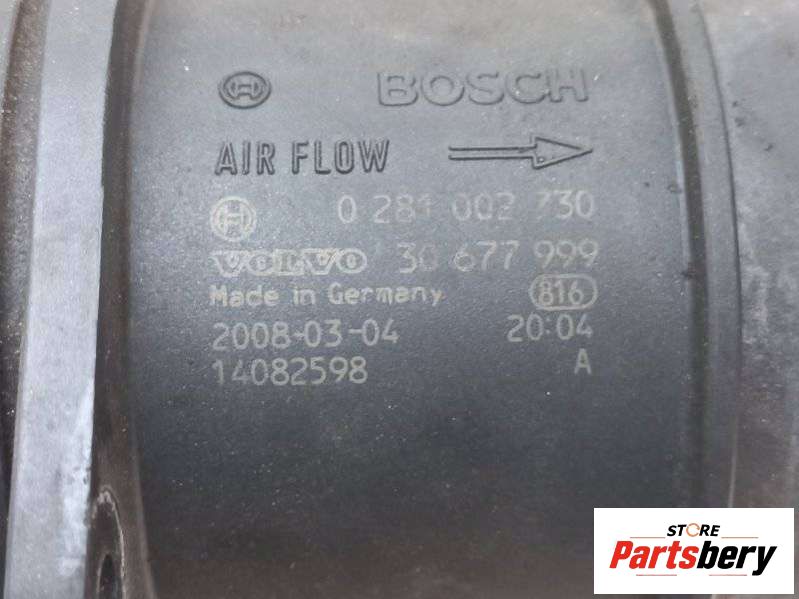 BOSCH
AIR FLOW
0 281 002 730
VOLVO 30 677 999
Made in Germany 816
2008-03-04 20:04
14082598 A
STORE
Partsbery